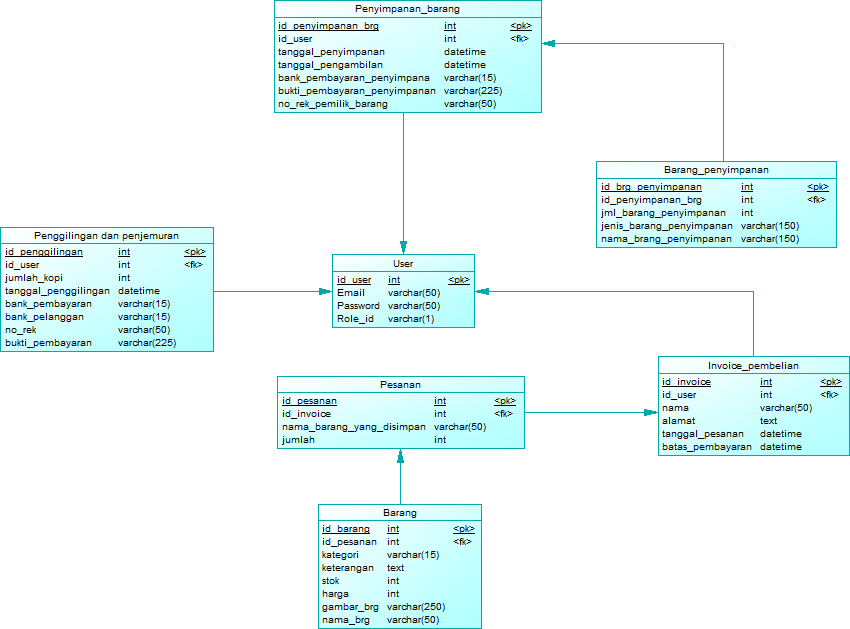 Penyimpanan_barang
id_penyimpanan_brg int <pk>
id_user int <fk>
tanggal_penyimpanan datetime
tanggal_pengambilan datetime
bank_pembayaran_penyimpana varchar(15)
bukti_pembayaran_penyimpanan varchar(225)
no_rek_pemilik_barang varchar(50)
Barang_penyimpanan
id_brg_penyimpanan int <pk>
id_penyimpanan_brg int <fk>
jml_barang_penyimpanan int
jenis_barang_penyimpanan varchar(150)
nama_brang_penyimpanan varchar(150)
Penggilingan dan penjemuran
id_penggilingan int <pk>
id_user int <fk>
jumlah_kopi int
tanggal_penggilingan datetime
bank_pembayaran varchar(15)
bank_pelanggan varchar(15)
no_rek varchar(50)
bukti_pembayaran varchar(225)
User
id_user int <pk>
Email varchar(50)
Password varchar(50)
Role_id varchar(1)
Invoice_pembelian
id_invoice int <pk>
id_user int <fk>
nama varchar(50)
alamat text
tanggal_pesanan datetime
batas_pembayaran datetime
Pesanan
id_pesanan int <pk>
id_invoice int <fk>
nama_barang_yang_disimpan varchar(50)
jumlah int
Barang
id_barang int <pk>
id_pesanan int <fk>
kategori varchar(15)
keterangan text
stok int
harga int
gambar_brg varchar(250)
nama_brg varchar(50)